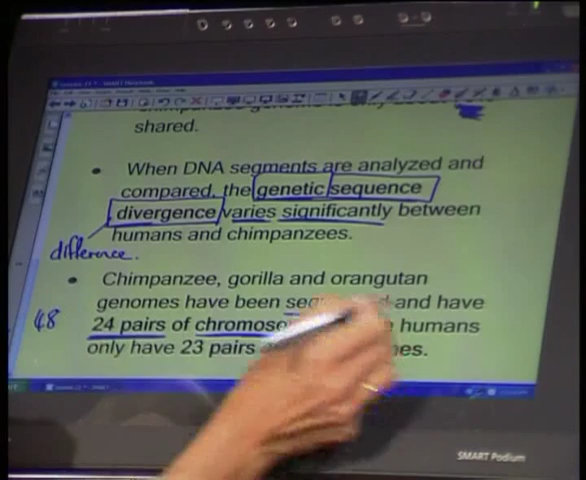 shared.
• When DNA segments are analyzed and
compared, the genetic sequence
divergence varies significantly between
humans and chimpanzees.
difference.
• Chimpanzee, gorilla and orangutan
genomes have been and have
48 24 pairs of humans
only have 23 pairs
SMART Podium